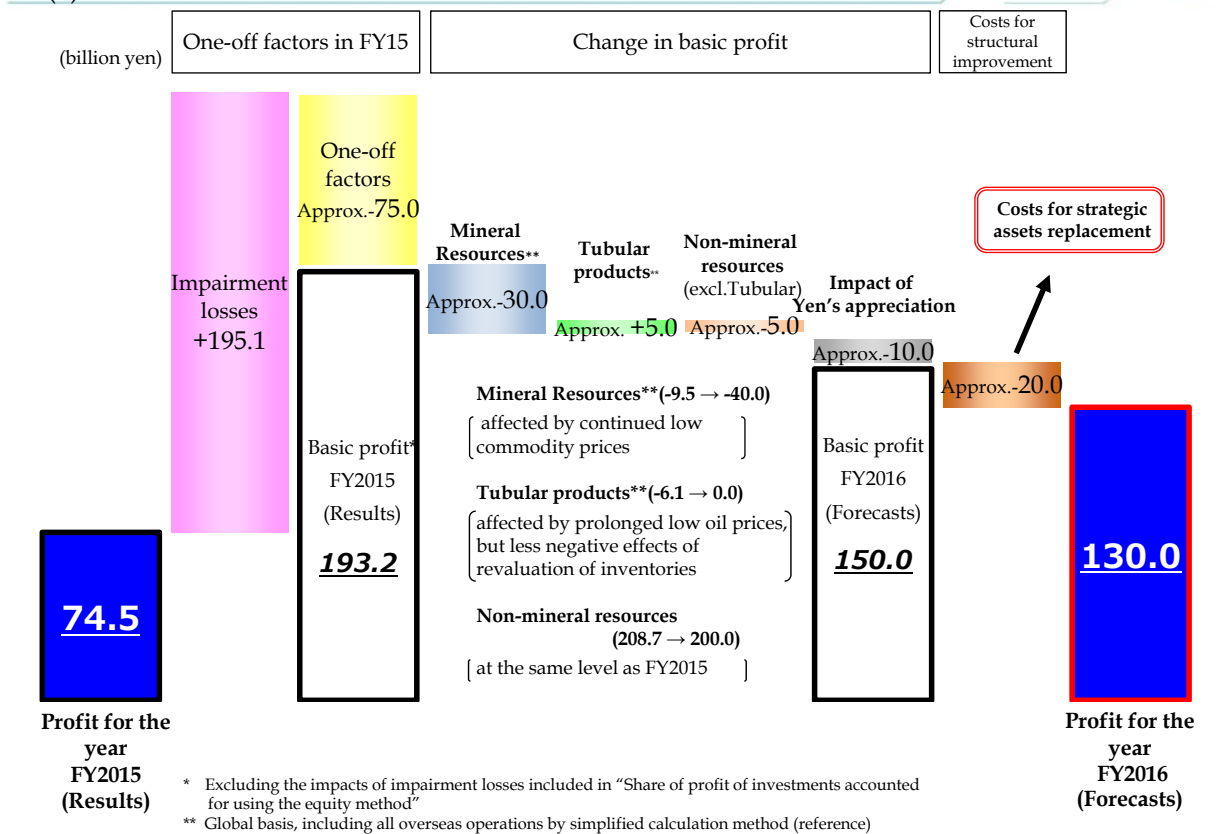 (billion yen)
One-off factors in FY15
Change in basic profit
Costs for
structural
improvement
One-off
factors
Approx.-75.0
Impairment
losses
+195.1
Mineral
Resources**
Approx.-30.0
Tubular
products**
Approx. +5.0
Non-mineral
resources
(excl.Tubular)
Approx.-5.0
Impact of
Yen's appreciation
Approx.-10.0
Costs for strategic
assets replacement
Approx.-20.0
Basic profit*
FY2015
(Results)
193.2
Mineral Resources**(-9.5 → -40.0)
affected by continued low
commodity prices
Tubular products**(-6.1 → 0.0)
affected by prolonged low oil prices,
but less negative effects of
revaluation of inventories
Non-mineral resources
(208.7 → 200.0)
at the same level as FY2015
Basic profit
FY2016
(Forecasts)
150.0
74.5
130.0
Profit for the
year
FY2015
(Results)
Profit for the
year
FY2016
(Forecasts)
* Excluding the impacts of impairment losses included in “Share of profit of investments accounted
for using the equity method”
** Global basis, including all overseas operations by simplified calculation method (reference)